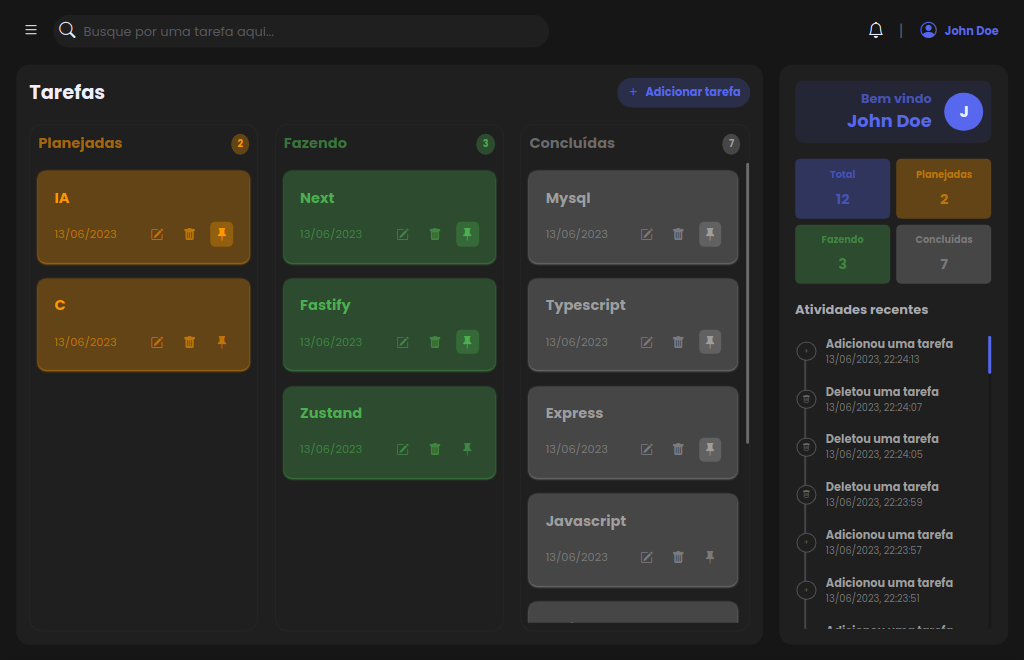 Busque por uma tarefa aqui...
John Doe
Tarefas
+ Adicionar tarefa
Planejadas
2
IA
13/06/2023
C
13/06/2023
Fazendo
3
Next
13/06/2023
Fastify
13/06/2023
Zustand
13/06/2023
Concluídas
7
Mysql
13/06/2023
Typescript
13/06/2023
Express
13/06/2023
Javascript
13/06/2023
Bem vindo
John Doe
J
Total
12
Planejadas
2
Fazendo
3
Concluídas
7
Atividades recentes
Adicionou uma tarefa
13/06/2023, 22:24:13
Deletou uma tarefa
13/06/2023, 22:24:07
Deletou uma tarefa
13/06/2023, 22:24:05
Deletou uma tarefa
13/06/2023, 22:23:59
Adicionou uma tarefa
13/06/2023, 22:23:57
Adicionou uma tarefa
13/06/2023, 22:23:51